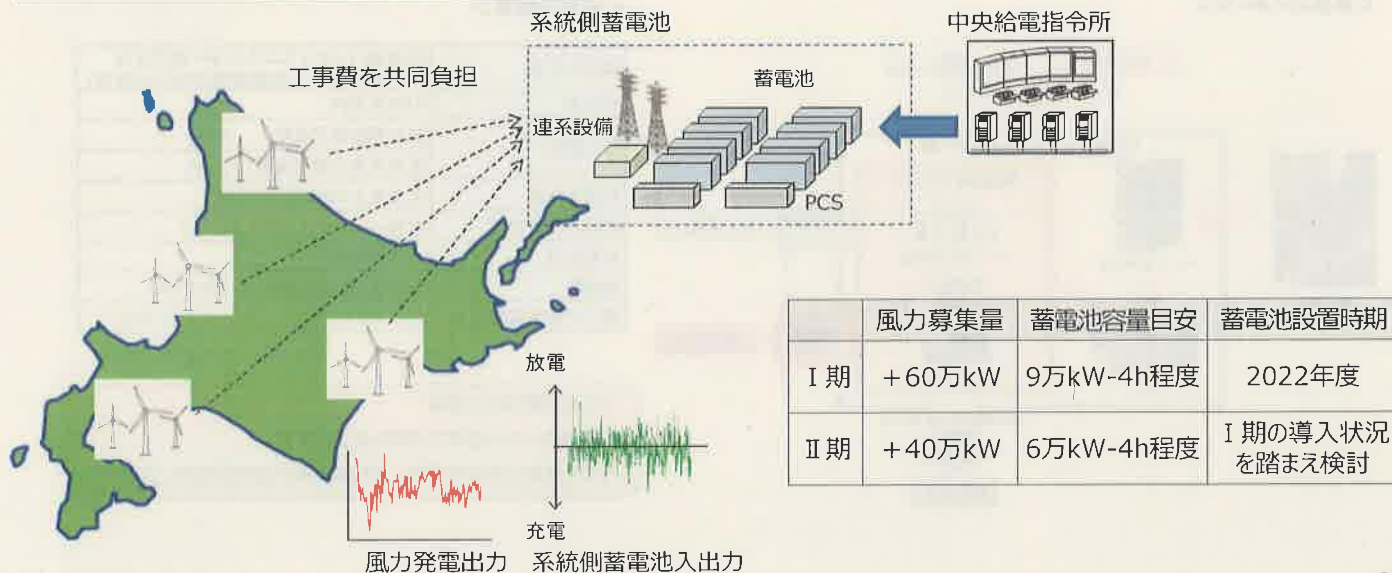 系統側蓄電池
中央給電指令所
工事費を共同負担
蓄電池
連系設備
PCS
風力募集量 蓄電池容量目安 蓄電池設置時期
Ⅰ期 +60万kW 9万kW-4h程度 2022年度
Ⅱ期 +40万kW 6万kW-4h程度 Ⅰ期の導入状況
を踏まえ検討
放電
充電
風力発電出力 系統側蓄電池入出力